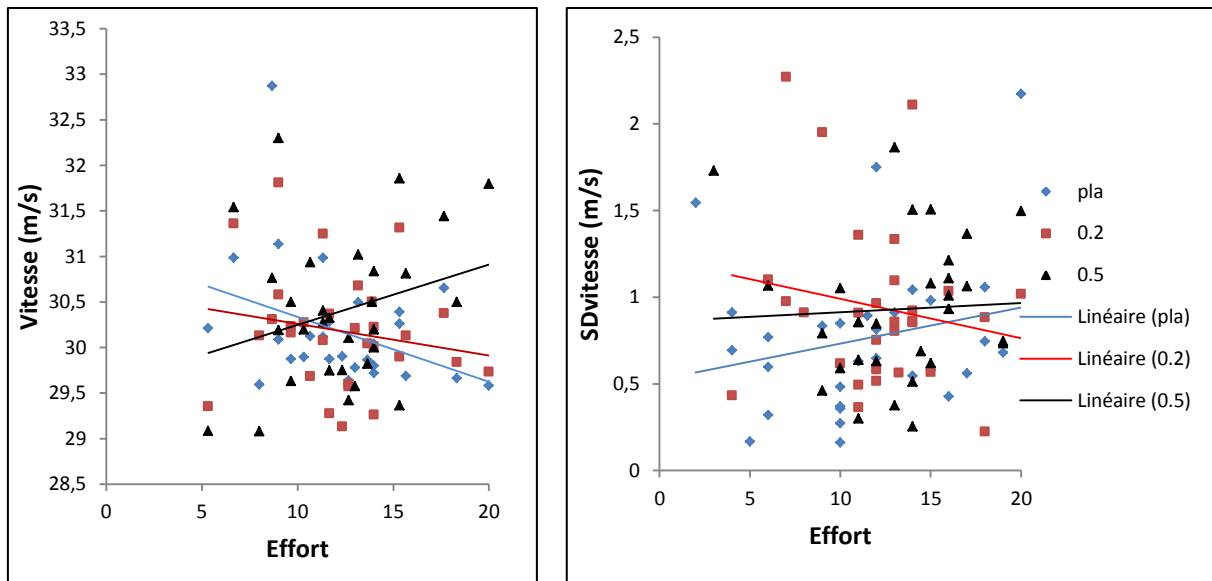 33,5
33
32,5
32
31,5
31
30,5
30
29,5
29
28,5
0 5 10 15 20
Vitesse (m/s)
Effort
2,5
2
1,5
1
0,5
0
0 5 10 15 20
SDvitesse (m/s)
Effort
pla
0.2
0.5
Linéaire (pla)
Linéaire (0.2)
Linéaire (0.5)